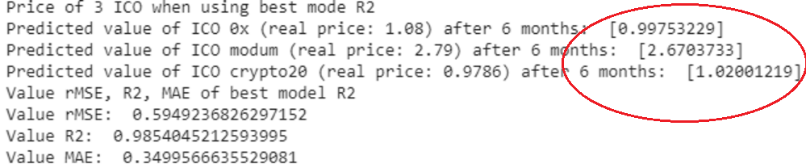 Price of 3 ICO when using best mode R2
Predicted value of ICO 0x (real price: 1.08) after 6 months:  [0.99753229]
Predicted value of ICO modum (real price: 2.79) after 6 months:  [2.6703733]
Predicted value of ICO crypto20 (real price: 0.9786) after 6 months:  [1.02001219]
Value rMSE, R2, MAE of best model R2
Value rMSE:  0.5949236826297152
Value R2:  0.9854045212593995
Value MAE:  0.3499566635529081